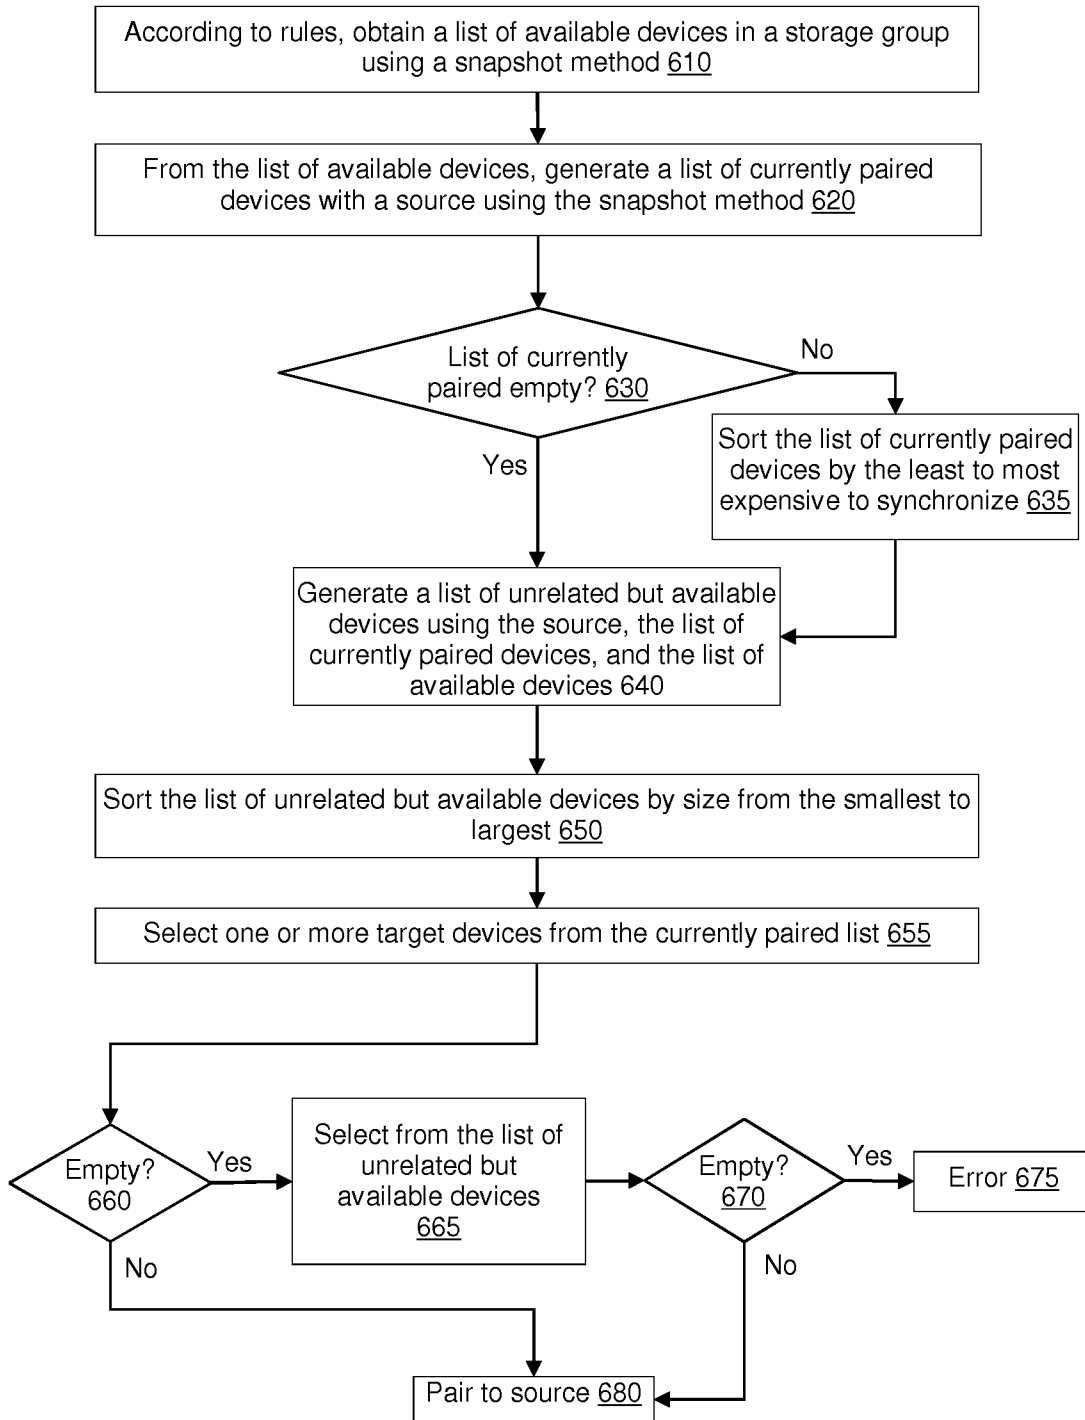 According to rules, obtain a list of available devices in a storage group
using a snapshot method 610
From the list of available devices, generate a list of currently paired
devices with a source using the snapshot method 620
List of currently
paired empty? 630
No
Yes
Sort the list of currently paired
devices by the least to most
expensive to synchronize 635
Generate a list of unrelated but available
devices using the source, the list of
currently paired devices, and the list of
available devices 640
Sort the list of unrelated but available devices by size from the smallest to
largest 650
Select one or more target devices from the currently paired list 655
Empty?
660
Yes
No
Select from the list of
unrelated but
available devices
665
Empty?
670
Yes
No
Error 675
Pair to source 680